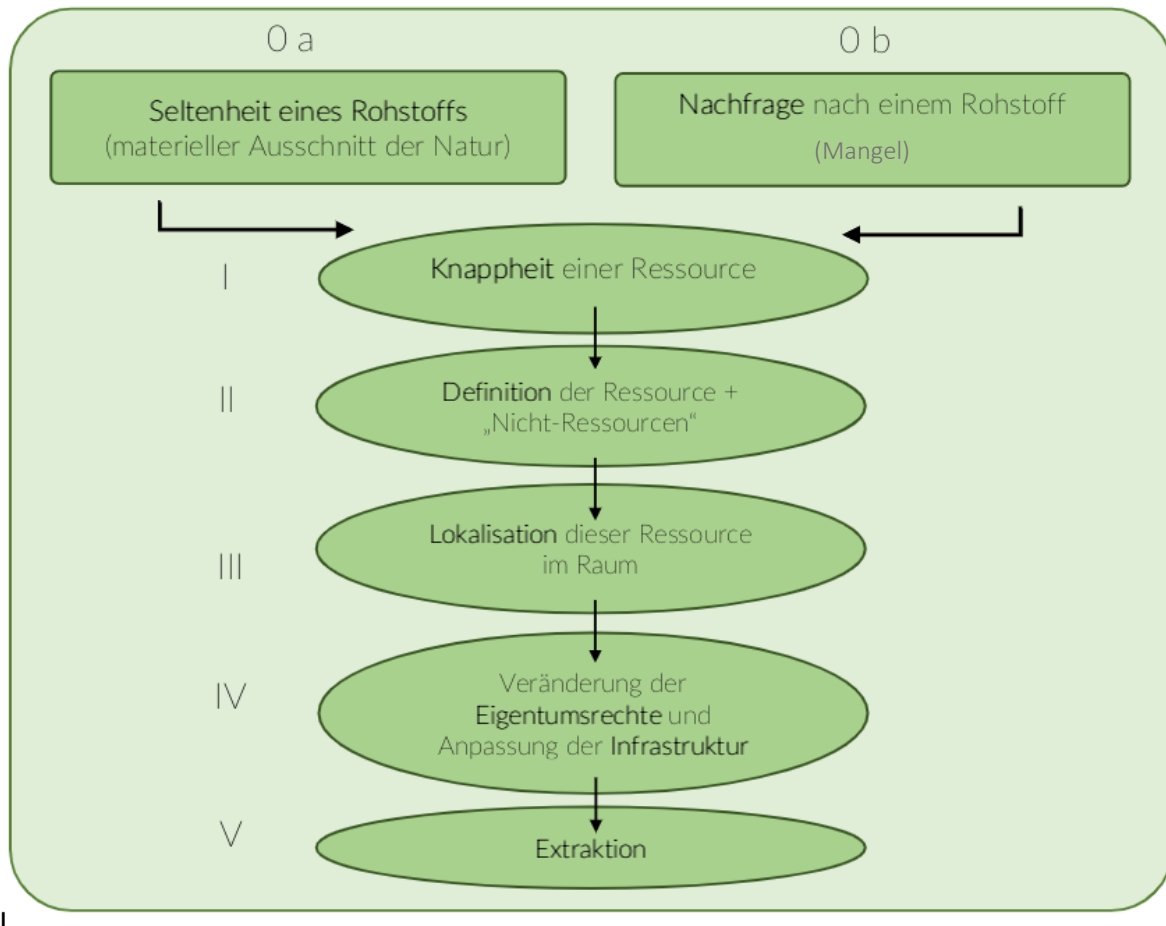 0 a
0 b
Seltenheit eines Rohstoffs
(materieller Ausschnitt der Natur)
Nachfrage nach einem Rohstoff
(Mangel)
I
Knappheit einer Ressource
II
Definition der Ressource +
„Nicht-Ressourcen“
III
Lokalisation dieser Ressource
im Raum
IV
Veränderung der
Eigentumsrechte und
Anpassung der Infrastruktur
V
Extraktion